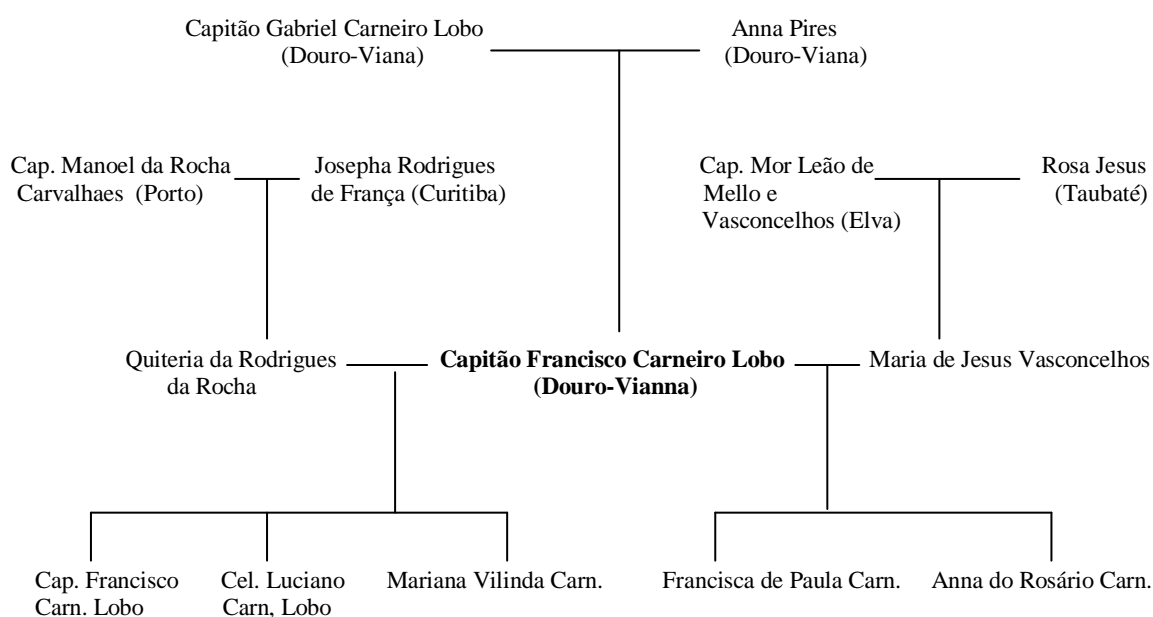 Capitão Gabriel Carneiro Lobo
(Douro-Viana)
Anna Pires
(Douro-Viana)
Cap. Manoel da Rocha
Carvalhaes (Porto)
Josepha Rodrigues
de França (Curitiba)
Cap. Mor Leão de
Mello e
Vasconcelhos (Elva)
Rosa Jesus
(Taubaté)
Quiteria da Rodrigues
da Rocha
Capitão Francisco Carneiro Lobo
(Douro-Vianna)
Maria de Jesus Vasconcelhos
Cap. Francisco
Carn. Lobo
Cel. Luciano
Carn, Lobo
Mariana Vilinda Carn.
Francisca de Paula Carn.
Anna do Rosário Carn.